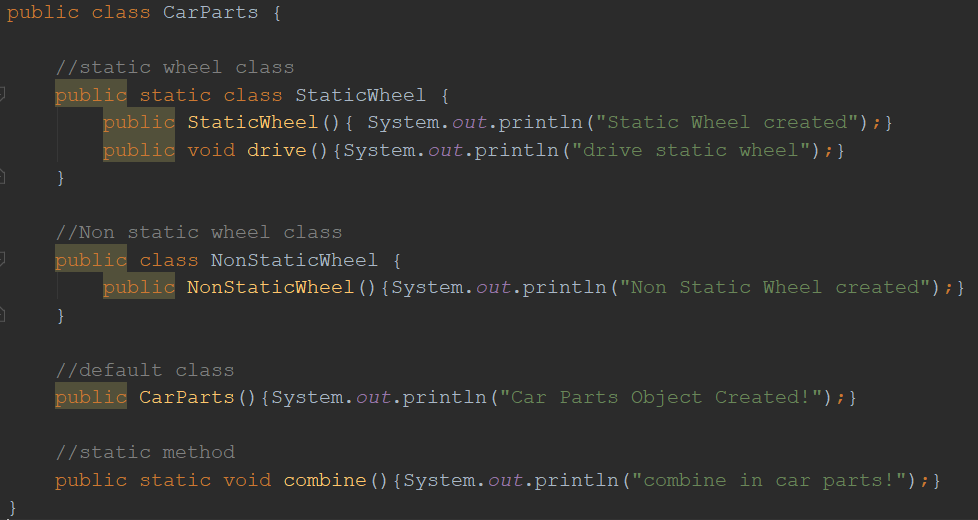 public class CarParts {
//static wheel class
public static class StaticWheel {
public StaticWheel(){ System.out.println("Static Wheel created");}
public void drive(){System.out.println("drive static wheel");}
}
//Non static wheel class
public class NonStaticWheel {
public NonStaticWheel(){System.out.println("Non Static Wheel created");}
}
//default class
public CarParts(){System.out.println("Car Parts Object Created!");}
//static method
public static void combine(){System.out.println("combine in car parts!");}
}